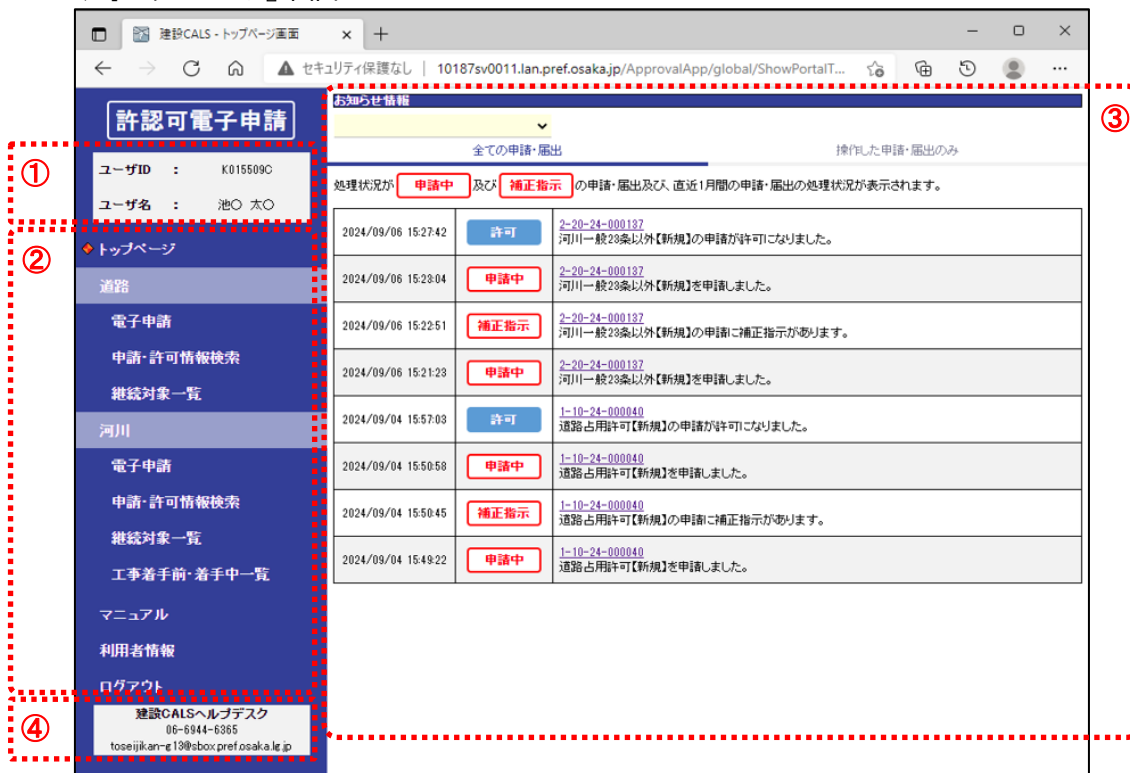 建設CALS - トップページ画面
セキュリティ保護なし | 10187sv0011.lan.pref.osaka.jp/ApprovalApp/global/ShowPortalT...
許認可電子申請
①
ユーザID ： K015509C
ユーザ名 ： 池〇 太〇
②
トップページ
道路
電子申請
申請・許可情報検索
継続対象一覧
河川
電子申請
申請・許可情報検索
継続対象一覧
工事着手前・着手中一覧
マニュアル
利用者情報
ログアウト
④
建設CALSヘルプデスク
06-6944-6365
toseijikan-g13@sbox.pref.osaka.lg.jp
③
お知らせ情報
全ての申請・届出 操作した申請・届出のみ
処理状況が 申請中 及び 補正指示 の申請・届出及び、直近1月間の申請・届出の処理状況が表示されます。
2024/09/06 15:27:42 許可 2-20-24-000137
河川一般23条以外【新規】の申請が許可になりました。
2024/09/06 15:23:04 申請中 2-20-24-000137
河川一般23条以外【新規】を申請しました。
2024/09/06 15:22:51 補正指示 2-20-24-000137
河川一般23条以外【新規】の申請に補正指示があります。
2024/09/06 15:21:23 申請中 2-20-24-000137
河川一般23条以外【新規】を申請しました。
2024/09/04 15:57:03 許可 1-10-24-000040
道路占用許可【新規】の申請が許可になりました。
2024/09/04 15:50:58 申請中 1-10-24-000040
道路占用許可【新規】を申請しました。
2024/09/04 15:50:45 補正指示 1-10-24-000040
道路占用許可【新規】の申請に補正指示があります。
2024/09/04 15:49:22 申請中 1-10-24-000040
道路占用許可【新規】を申請しました。